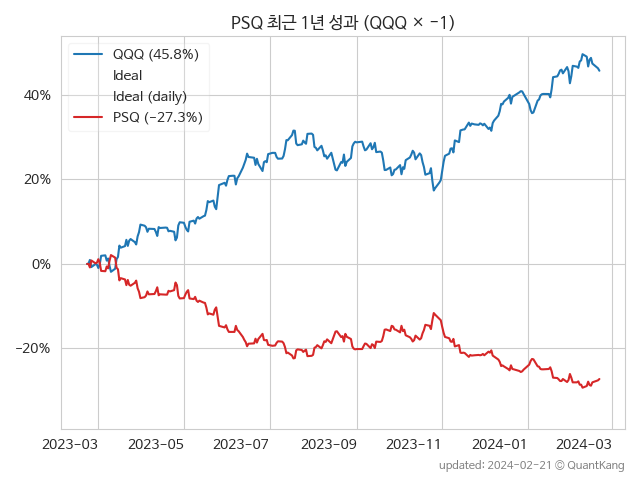 PSQ 최근 1년 성과 (QQQ × −1)
QQQ (45.8%)
Ideal
Ideal (daily)
PSQ (−27.3%)
40%
20%
0%
−20%
2023-03 2023-05 2023-07 2023-09 2023-11 2024-01 2024-03
updated: 2024-02-21 © QuantKang